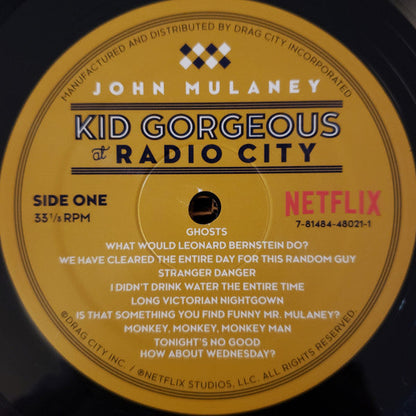 MANUFACTURED AND DISTRIBUTED BY DRAG CITY INCORPORATED
JOHN MULANEY
KID GORGEOUS
at RADIO CITY
SIDE ONE
33 1/3 RPM
NETFLIX
7-81484-48021-1
GHOSTS
WHAT WOULD LEONARD BERNSTEIN DO?
WE HAVE CLEARED THE ENTIRE DAY FOR THIS RANDOM GUY
STRANGER DANGER
I DIDN'T DRINK WATER THE ENTIRE TIME
LONG VICTORIAN NIGHTGOWN
IS THAT SOMETHING YOU FIND FUNNY MR. MULANEY?
MONKEY, MONKEY, MONKEY MAN
TONIGHT'S NO GOOD
HOW ABOUT WEDNESDAY?
©DRAG CITY INC. / ℗NETFLIX STUDIOS, LLC. ALL RIGHTS RESERVED.